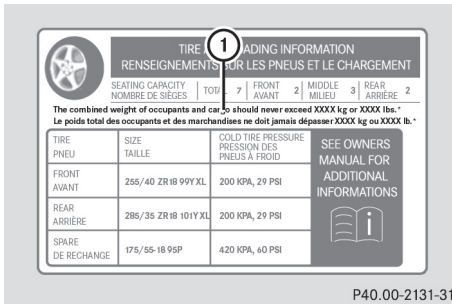 1
TIRE AND LOADING INFORMATION
RENSEIGNEMENTS SUR LES PNEUS ET LE CHARGEMENT
SEATING CAPACITY
NOMBRE DE SIÈGES
TOTAL 7
FRONT
AVANT 2
MIDDLE
MILIEU 3
REAR
ARRIÈRE 2
The combined weight of occupants and cargo should never exceed XXXX kg or XXXX lbs.*
Le poids total des occupants et des marchandises ne doit jamais dépasser XXXX kg ou XXXX lb.*
TIRE
PNEU
SIZE
TAILLE
COLD TIRE PRESSURE
PRESSION DES
PNEUS À FROID
FRONT
AVANT
255/40 ZR18 99Y XL
200 KPA, 29 PSI
REAR
ARRIÈRE
285/35 ZR18 101Y XL
200 KPA, 29 PSI
SPARE
DE RECHANGE
175/55-18 95P
420 KPA, 60 PSI
SEE OWNERS
MANUAL FOR
ADDITIONAL
INFORMATIONS
i
P40.00-2131-31